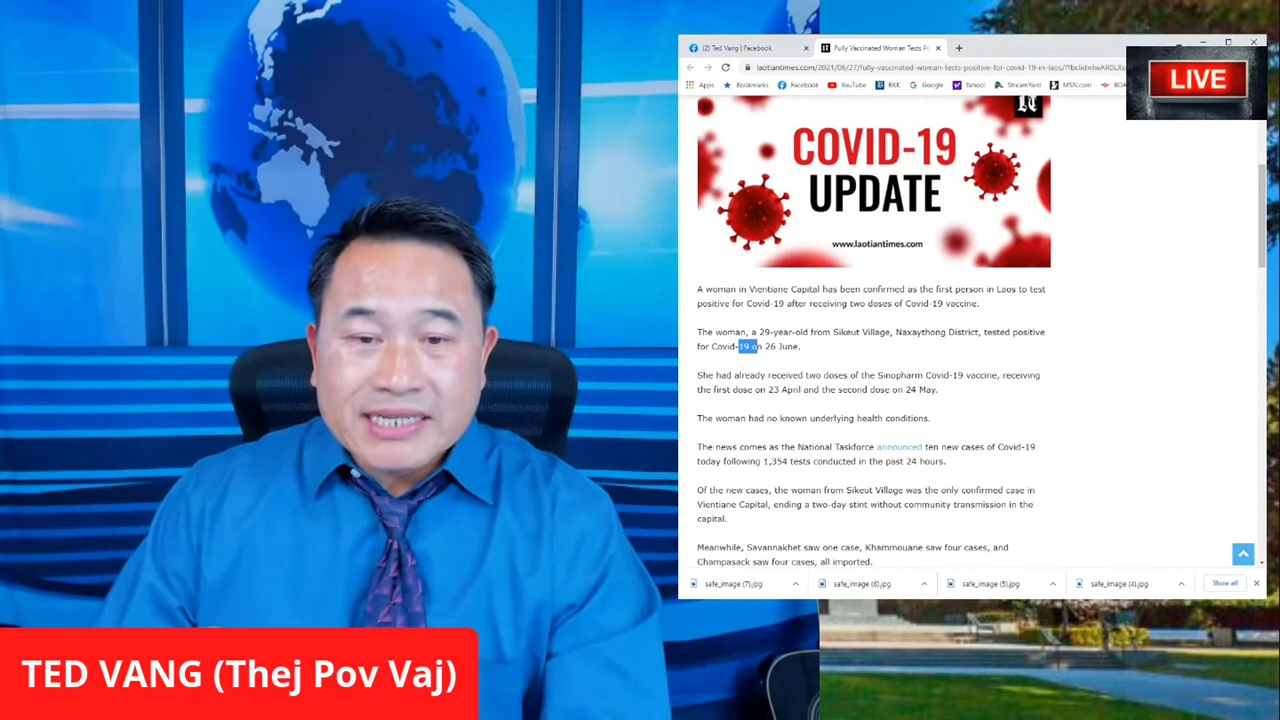 (2) Ted Vang | Facebook
Fully Vaccinated Woman Tests Po
laotiantimes.com/2021/06/27/fully-vaccinated-woman-tests-positive-for-covid-19-in-laos/?fbclid=IwAR0LXs
Apps Bookmarks Facebook YouTube BKK Google Yahoo! StreamYard MSN.com BOA
LIVE
COVID-19
UPDATE
www.laotiantimes.com
A woman in Vientiane Capital has been confirmed as the first person in Laos to test
positive for Covid-19 after receiving two doses of Covid-19 vaccine.
The woman, a 29-year-old from Sikeut Village, Naxaythong District, tested positive
for Covid-19 on 26 June.
She had already received two doses of the Sinopharm Covid-19 vaccine, receiving
the first dose on 23 April and the second dose on 24 May.
The woman had no known underlying health conditions.
The news comes as the National Taskforce announced ten new cases of Covid-19
today following 1,354 tests conducted in the past 24 hours.
Of the new cases, the woman from Sikeut Village was the only confirmed case in
Vientiane Capital, ending a two-day stint without community transmission in the
capital.
Meanwhile, Savannakhet saw one case, Khammouane saw four cases, and
Champasack saw four cases, all imported.
safe_image (7).jpg safe_image (6).jpg safe_image (5).jpg safe_image (4).jpg Show all
TED VANG (Thej Pov Vaj)